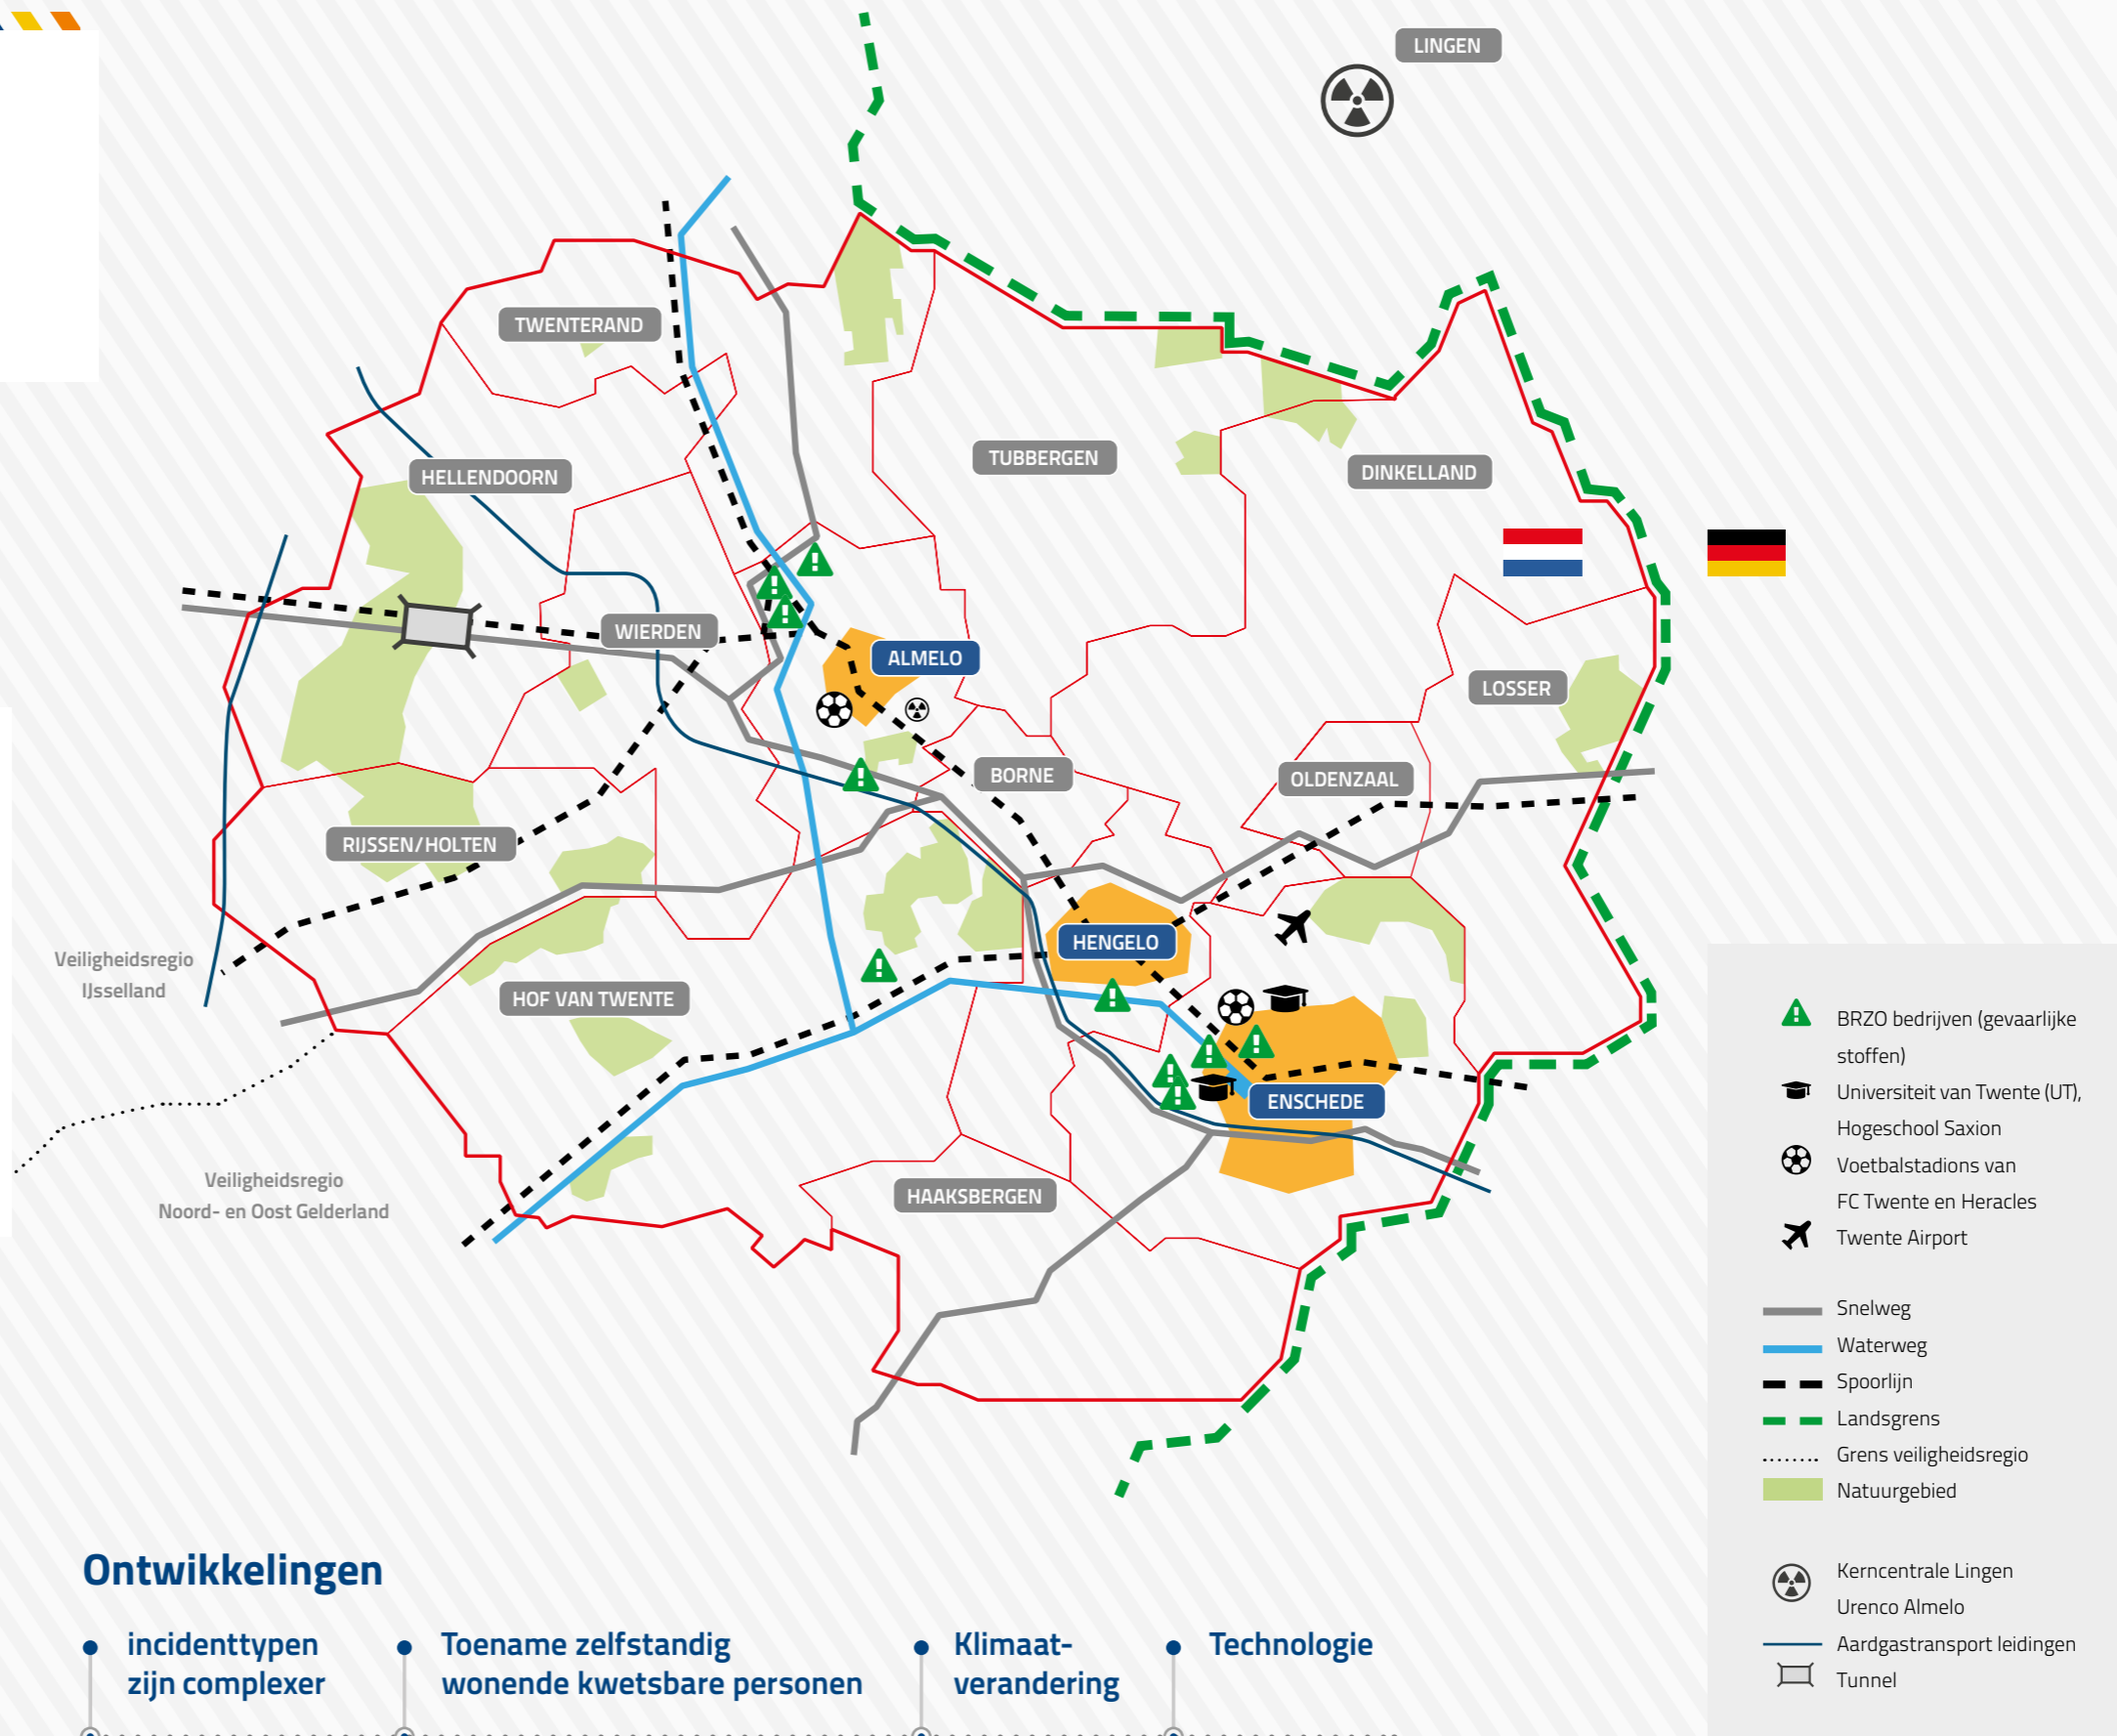 LINGEN
TWENTERAND
HELLENDOORN
TUBBERGEN
DINKELLAND
WIERDEN
ALMELO
LOSSER
BORNE
OLDENZAAL
RIJSSEN/HOLTEN
HENGELO
Veiligheidsregio
IJsselland
HOF VAN TWENTE
ENSCHEDE
HAAKSBERGEN
Veiligheidsregio
Noord- en Oost Gelderland
BRZO bedrijven (gevaarlijke
stoffen)
Universiteit van Twente (UT),
Hogeschool Saxion
Voetbalstadions van
FC Twente en Heracles
Twente Airport
Snelweg
Waterweg
Spoorlijn
Landsgrens
Grens veiligheidsregio
Natuurgebied
Kerncentrale Lingen
Urenco Almelo
Aardgastransport leidingen
Tunnel
Ontwikkelingen
incidenttypen
zijn complexer
Toename zelfstandig
wonende kwetsbare personen
Klimaat-
verandering
Technologie